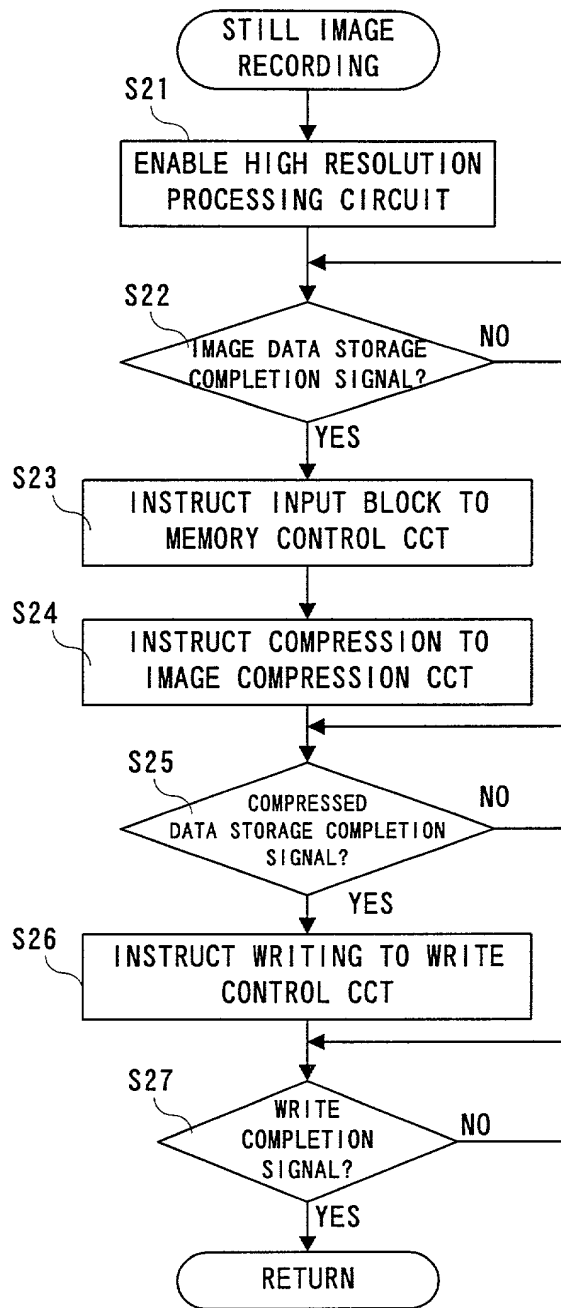 STILL IMAGE
RECORDING
S21
ENABLE HIGH RESOLUTION
PROCESSING CIRCUIT
S22
IMAGE DATA STORAGE
COMPLETION SIGNAL?
NO
YES
S23
INSTRUCT INPUT BLOCK TO
MEMORY CONTROL CCT
S24
INSTRUCT COMPRESSION TO
IMAGE COMPRESSION CCT
S25
COMPRESSED
DATA STORAGE COMPLETION
SIGNAL?
NO
YES
S26
INSTRUCT WRITING TO WRITE
CONTROL CCT
S27
WRITE
COMPLETION
SIGNAL?
NO
YES
RETURN